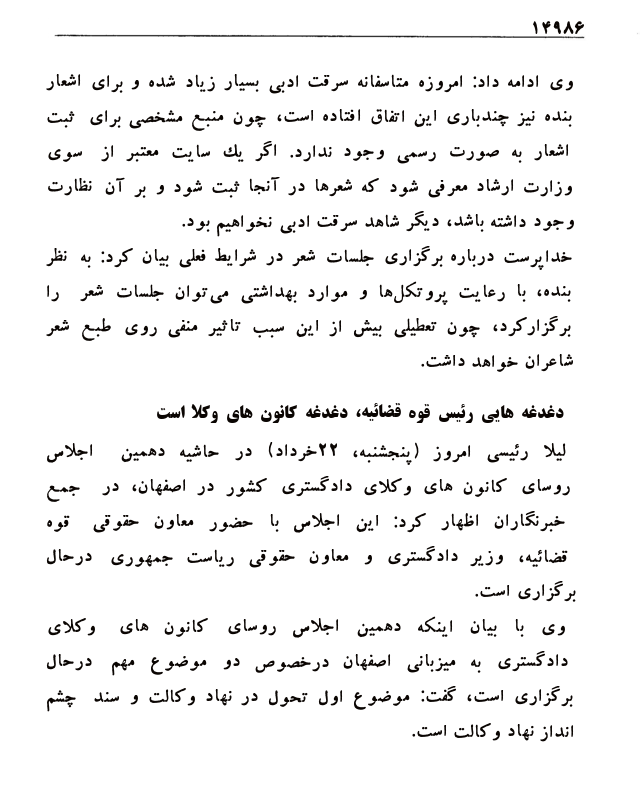 ۱۴۹۸۶
وی ادامه داد: امروزه متاسفانه سرقت ادبی بسیار زیاد شده و برای اشعار
بنده نیز چندباری این اتفاق افتاده است، چون منبع مشخصی برای ثبت
اشعار به صورت رسمی وجود ندارد. اگر یك سایت معتبر از سوی
وزارت ارشاد معرفی شود که شعرها در آنجا ثبت شود و بر آن نظارت
وجود داشته باشد، دیگر شاهد سرقت ادبی نخواهیم بود.
خداپرست درباره برگزاری جلسات شعر در شرایط فعلی بیان کرد: به نظر
بنده، با رعایت پروتکل‌ها و موارد بهداشتی می‌توان جلسات شعر را
برگزارکرد، چون تعطیلی بیش از این سبب تاثیر منفی روی طبع شعر
شاعران خواهد داشت.
دغدغه هایی رئیس قوه قضائیه، دغدغه کانون های وکلا است
لیلا رئیسی امروز (پنجشنبه، ۲۲خرداد) در حاشیه دهمین اجلاس
روسای کانون های وکلای دادگستری کشور در اصفهان، در جمع
خبرنگاران اظهار کرد: این اجلاس با حضور معاون حقوقی قوه
قضائیه، وزیر دادگستری و معاون حقوقی ریاست جمهوری درحال
برگزاری است.
وی با بیان اینکه دهمین اجلاس روسای کانون های وکلای
دادگستری به میزبانی اصفهان درخصوص دو موضوع مهم درحال
برگزاری است، گفت: موضوع اول تحول در نهاد وکالت و سند چشم
انداز نهاد وکالت است.